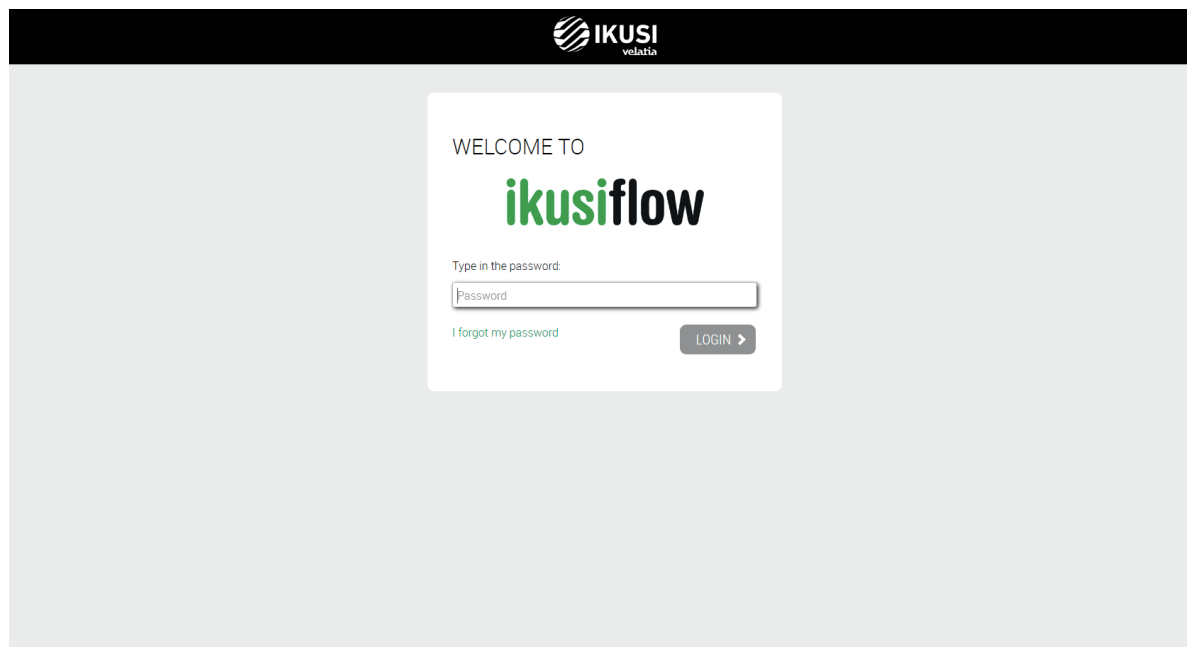 IKUSI
velatia
WELCOME TO
ikusiflow
Type in the password:
Password
I forgot my password
LOGIN